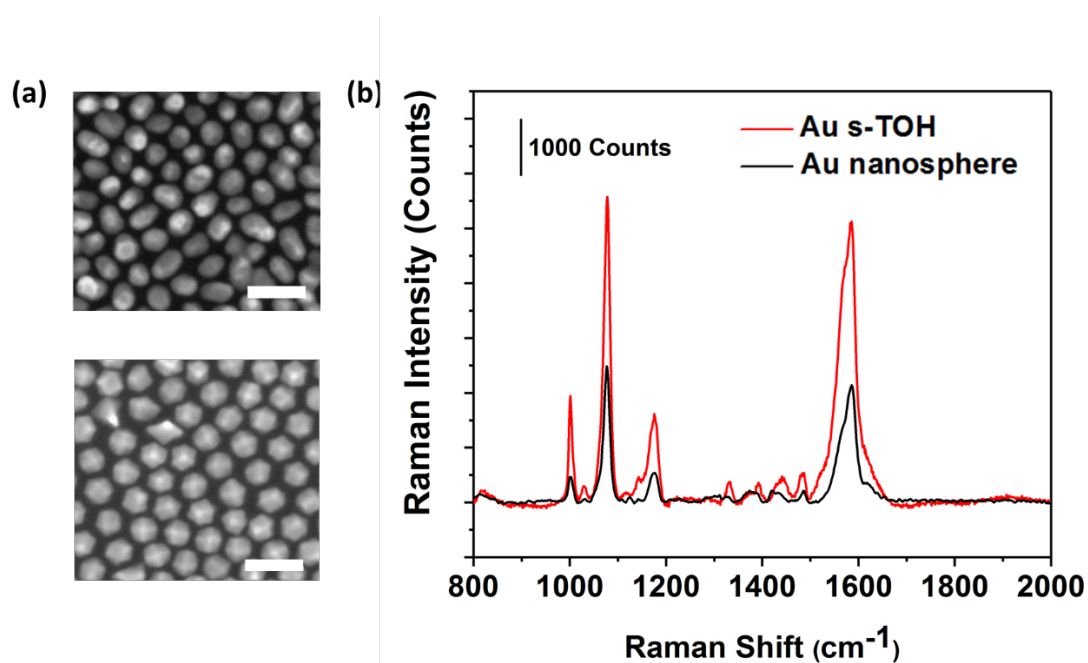 (a)
(b)
Raman Intensity (Counts)
1000 Counts
Au s-TOH
Au nanosphere
800 1000 1200 1400 1600 1800 2000
Raman Shift (cm-1)